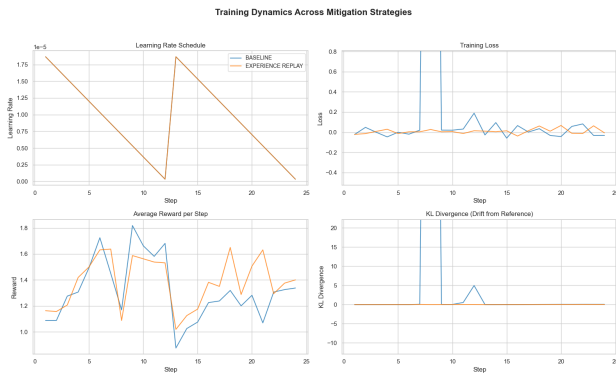 Training Dynamics Across Mitigation Strategies
Learning Rate Schedule
1e−5
1.75
1.50
1.25
1.00
0.75
0.50
0.25
0.00
Learning Rate
BASELINE
EXPERIENCE REPLAY
0 5 10 15 20 25
Step
Training Loss
0.8
0.6
0.4
0.2
0.0
−0.2
−0.4
Loss
0 5 10 15 20 25
Step
Average Reward per Step
1.8
1.6
1.4
1.2
1.0
Reward
0 5 10 15 20 25
Step
KL Divergence (Drift from Reference)
20
15
10
5
0
−5
−10
KL Divergence
0 5 10 15 20 25
Step